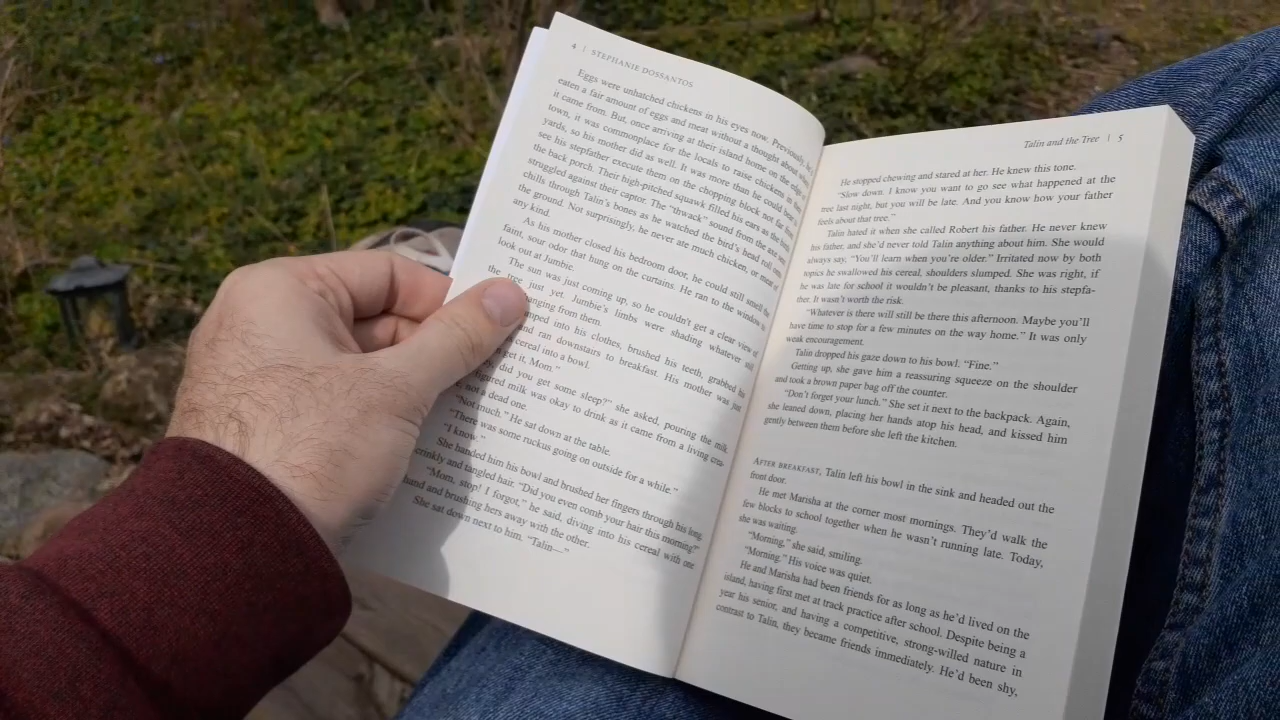 4 | STEPHANIE DOSSANTOS
Eggs were unhatched chickens in his eyes now. Previously, he'd
eaten a fair amount of eggs and meat without a thought about where
it came from. But, once arriving at their island home on the edge of
town, it was commonplace for the locals to raise chickens in their
yards, so his mother did as well. It was more than he could bear to
see his stepfather execute them on the chopping block not far from
the back porch. Their high-pitched squawk filled his ears as the birds
struggled against their captor. The "thwack" sound from the axe sent
chills through Talin's bones as he watched the bird's head roll onto
the ground. Not surprisingly, he never ate much chicken, or meat of
any kind.
As his mother closed his bedroom door, he could still smell the
faint, sour odor that hung on the curtains. He ran to the window to
look out at Jumbie.
The sun was just coming up, so he couldn't get a clear view of
the tree just yet. Jumbie's limbs were shading whatever still
hanging from them.
into his clothes, brushed his teeth, grabbed his
and ran downstairs to breakfast. His mother was just
cereal into a bowl.
get it, Mom."
did you get some sleep?" she asked, pouring the milk.
figured milk was okay to drink as it came from a living crea-
not a dead one.
"Not much." He sat down at the table.
"There was some ruckus going on outside for a while."
"I know."
She handed him his bowl and brushed her fingers through his long,
crinkly and tangled hair. "Did you even comb your hair this morning?"
"Mom, stop! I forgot," he said, diving into his cereal with one
hand and brushing hers away with the other.
She sat down next to him. "Talin—"
Talin and the Tree | 5
He stopped chewing and stared at her. He knew this tone.
"Slow down. I know you want to go see what happened at the
tree last night, but you will be late. And you know how your father
feels about that tree."
Talin hated it when she called Robert his father. He never knew
his father, and she'd never told Talin anything about him. She would
always say, "You'll learn when you're older." Irritated now by both
topics he swallowed his cereal, shoulders slumped. She was right, if
he was late for school it wouldn't be pleasant, thanks to his stepfa-
ther. It wasn't worth the risk.
"Whatever is there will still be there this afternoon. Maybe you'll
have time to stop for a few minutes on the way home." It was only
weak encouragement.
Talin dropped his gaze down to his bowl. "Fine."
Getting up, she gave him a reassuring squeeze on the shoulder
and took a brown paper bag off the counter.
"Don't forget your lunch." She set it next to the backpack. Again,
she leaned down, placing her hands atop his head, and kissed him
gently between them before she left the kitchen.
AFTER BREAKFAST, Talin left his bowl in the sink and headed out the
front door.
He met Marisha at the corner most mornings. They'd walk the
few blocks to school together when he wasn't running late. Today,
she was waiting.
"Morning," she said, smiling.
"Morning." His voice was quiet.
He and Marisha had been friends for as long as he'd lived on the
island, having first met at track practice after school. Despite being a
year his senior, and having a competitive, strong-willed nature in
contrast to Talin, they became friends immediately. He'd been shy,